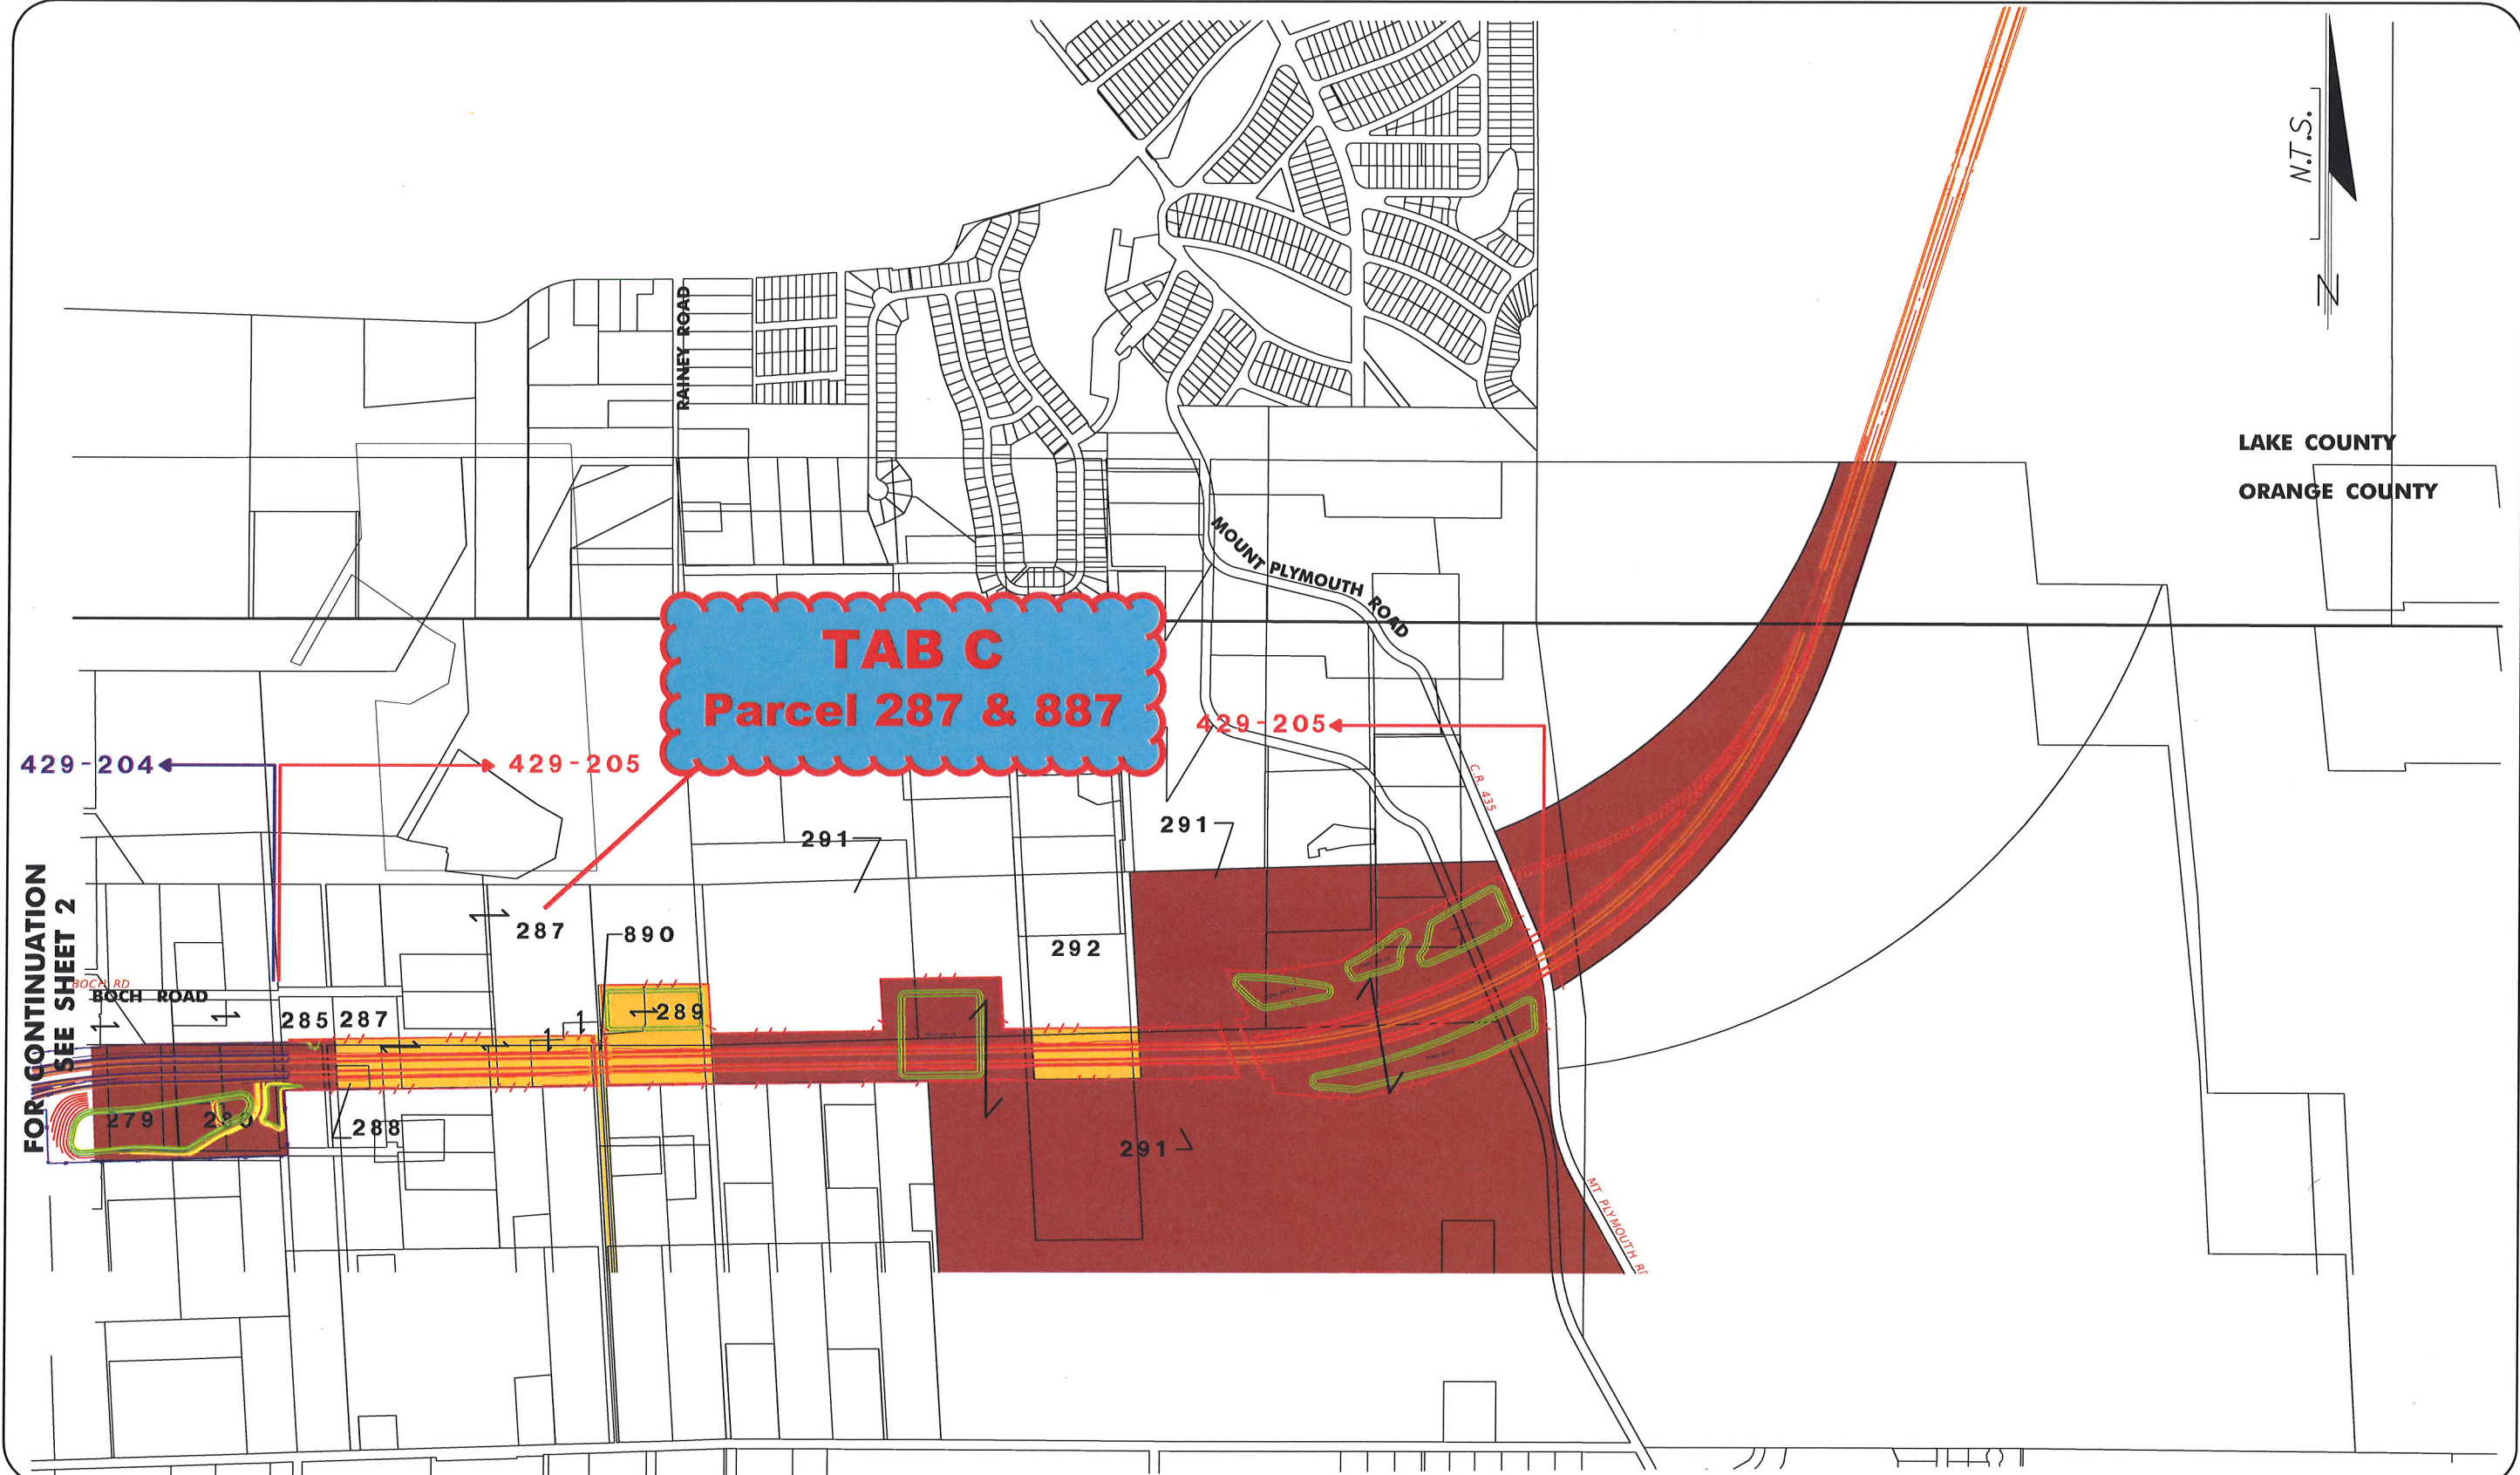 N.T.S.
N
RAINEY ROAD
LAKE COUNTY
ORANGE COUNTY
MOUNT PLYMOUTH ROAD
TAB C
Parcel 287 & 887
429-205
429-204
429-205
C.R. 435
291
291
FOR CONTINUATION
SEE SHEET 2
287
890
292
BOCH RD
BOCH ROAD
285
287
289
279
288
291
MT PLYMOUTH RD